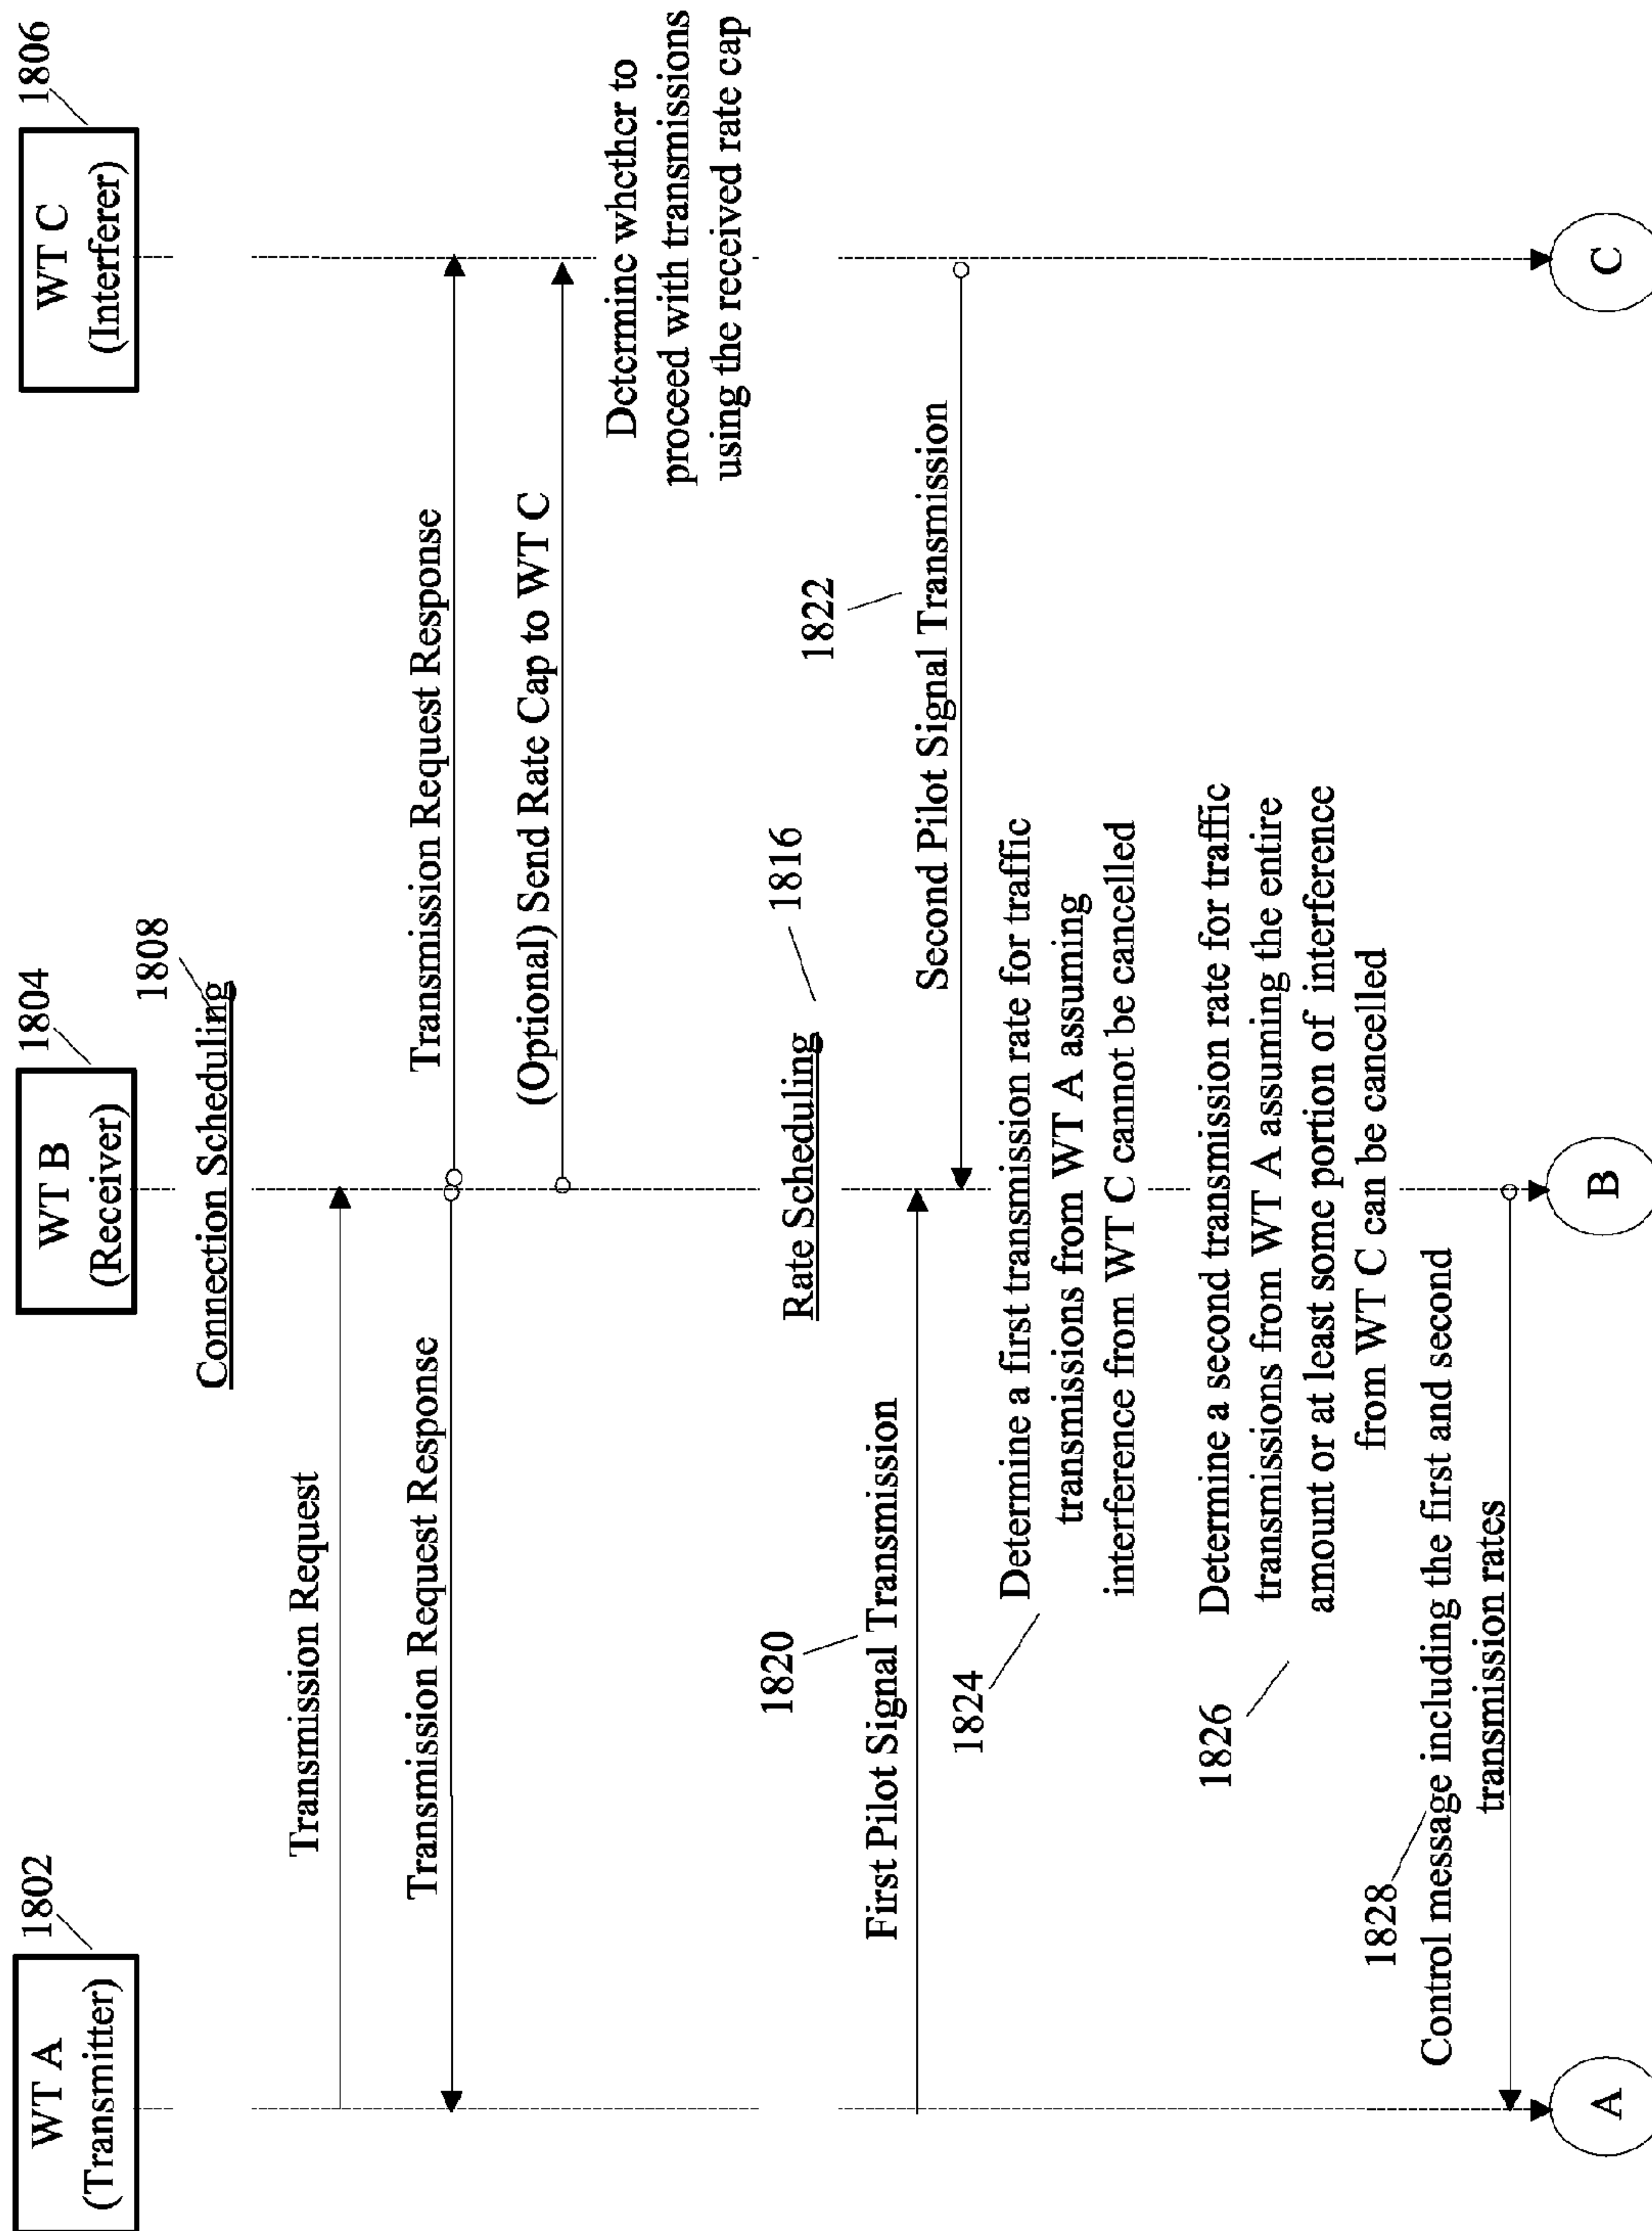 WT A
(Transmitter)
1802
WT B
(Receiver)
1804
WT C
(Interferer)
1806
Connection Scheduling
1808
Transmission Request
Transmission Request Response
Transmission Request Response
(Optional) Send Rate Cap to WT C
Determine whether to
proceed with transmissions
using the received rate cap
Rate Scheduling
1816
1820
First Pilot Signal Transmission
1822
Second Pilot Signal Transmission
1824
Determine a first transmission rate for traffic
transmissions from WT A assuming
interference from WT C cannot be cancelled
1826
Determine a second transmission rate for traffic
transmissions from WT A assuming the entire
amount or at least some portion of interference
from WT C can be cancelled
1828
Control message including the first and second
transmission rates
A
B
C